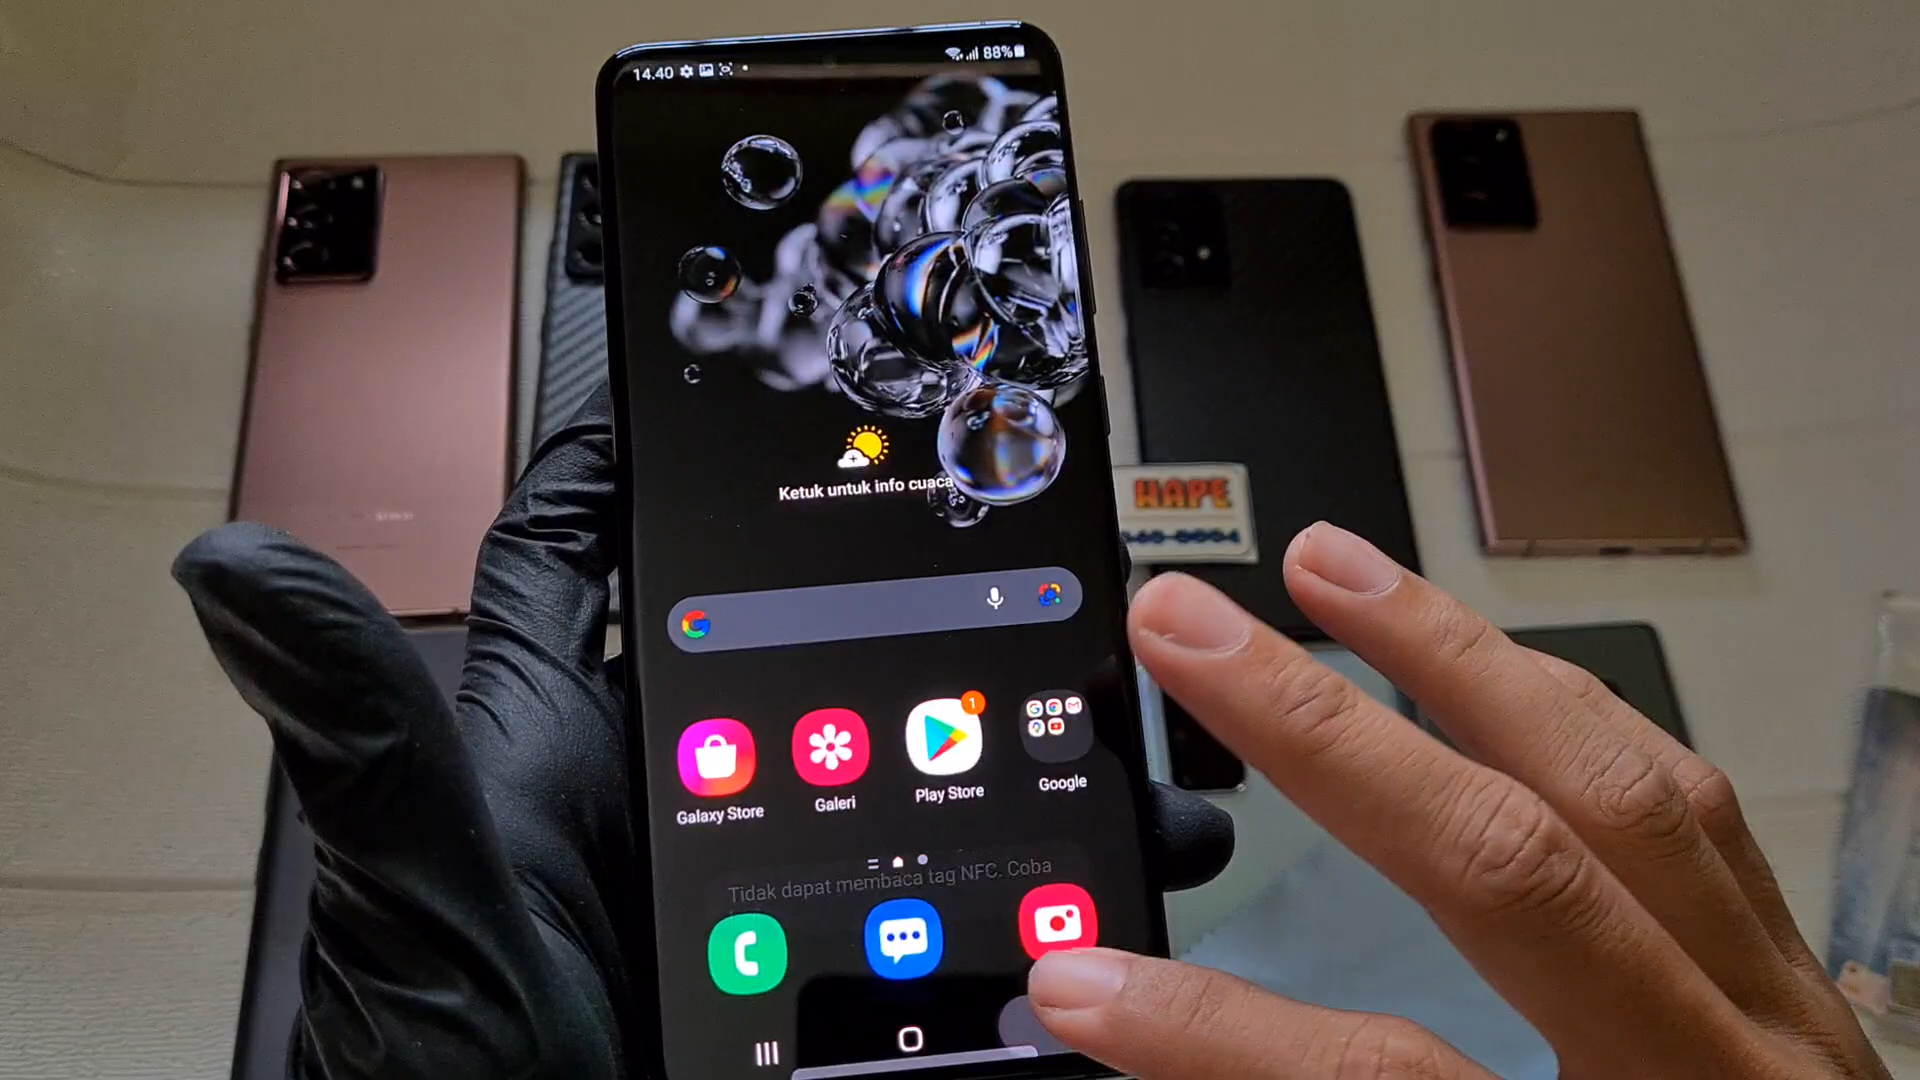 14.40
88%
Ketuk untuk info cuaca
Galaxy Store
Galeri
Play Store
1
Google
Tidak dapat membaca tag NFC. Coba
HAPE